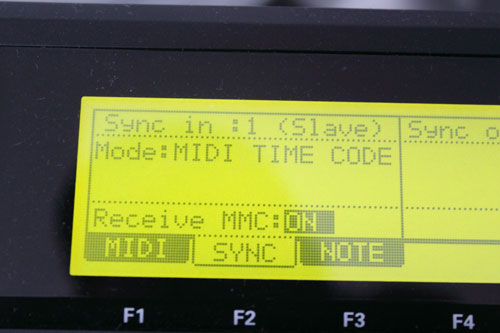 Sync in :1 (Slave)
Sync
Mode:MIDI TIME CODE
Receive MMC:ON
MIDI SYNC NOTE
F1 F2 F3 F4